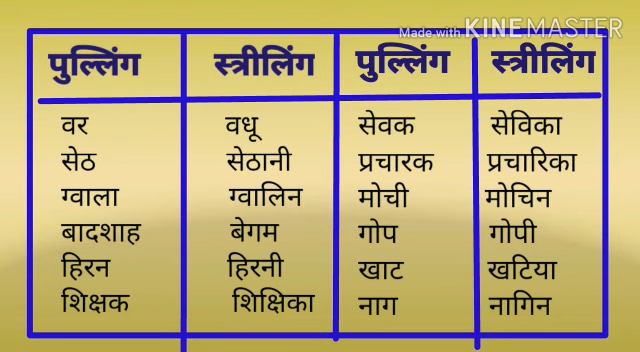 Made with KINEMASTER
पुल्लिंग स्त्रीलिंग पुल्लिंग स्त्रीलिंग
वर वधू सेवक सेविका
सेठ सेठानी प्रचारक प्रचारिका
ग्वाला ग्वालिन मोची मोचिन
बादशाह बेगम गोप गोपी
हिरन हिरनी खाट खटिया
शिक्षक शिक्षिका नाग नागिन